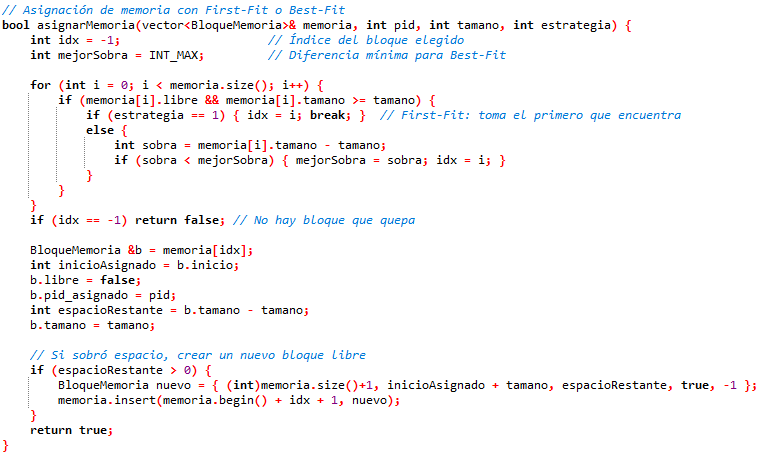 // Asignación de memoria con First-Fit o Best-Fit
bool asignarMemoria(vector<BloqueMemoria>& memoria, int pid, int tamano, int estrategia) {
    int idx = -1;                     // Índice del bloque elegido
    int mejorSobra = INT_MAX;         // Diferencia mínima para Best-Fit

    for (int i = 0; i < memoria.size(); i++) {
        if (memoria[i].libre && memoria[i].tamano >= tamano) {
            if (estrategia == 1) { idx = i; break; }  // First-Fit: toma el primero que encuentra
            else {
                int sobra = memoria[i].tamano - tamano;
                if (sobra < mejorSobra) { mejorSobra = sobra; idx = i; }
            }
        }
    }
    if (idx == -1) return false; // No hay bloque que quepa

    BloqueMemoria &b = memoria[idx];
    int inicioAsignado = b.inicio;
    b.libre = false;
    b.pid_asignado = pid;
    int espacioRestante = b.tamano - tamano;
    b.tamano = tamano;

    // Si sobró espacio, crear un nuevo bloque libre
    if (espacioRestante > 0) {
        BloqueMemoria nuevo = { (int)memoria.size()+1, inicioAsignado + tamano, espacioRestante, true, -1 };
        memoria.insert(memoria.begin() + idx + 1, nuevo);
    }
    return true;
}